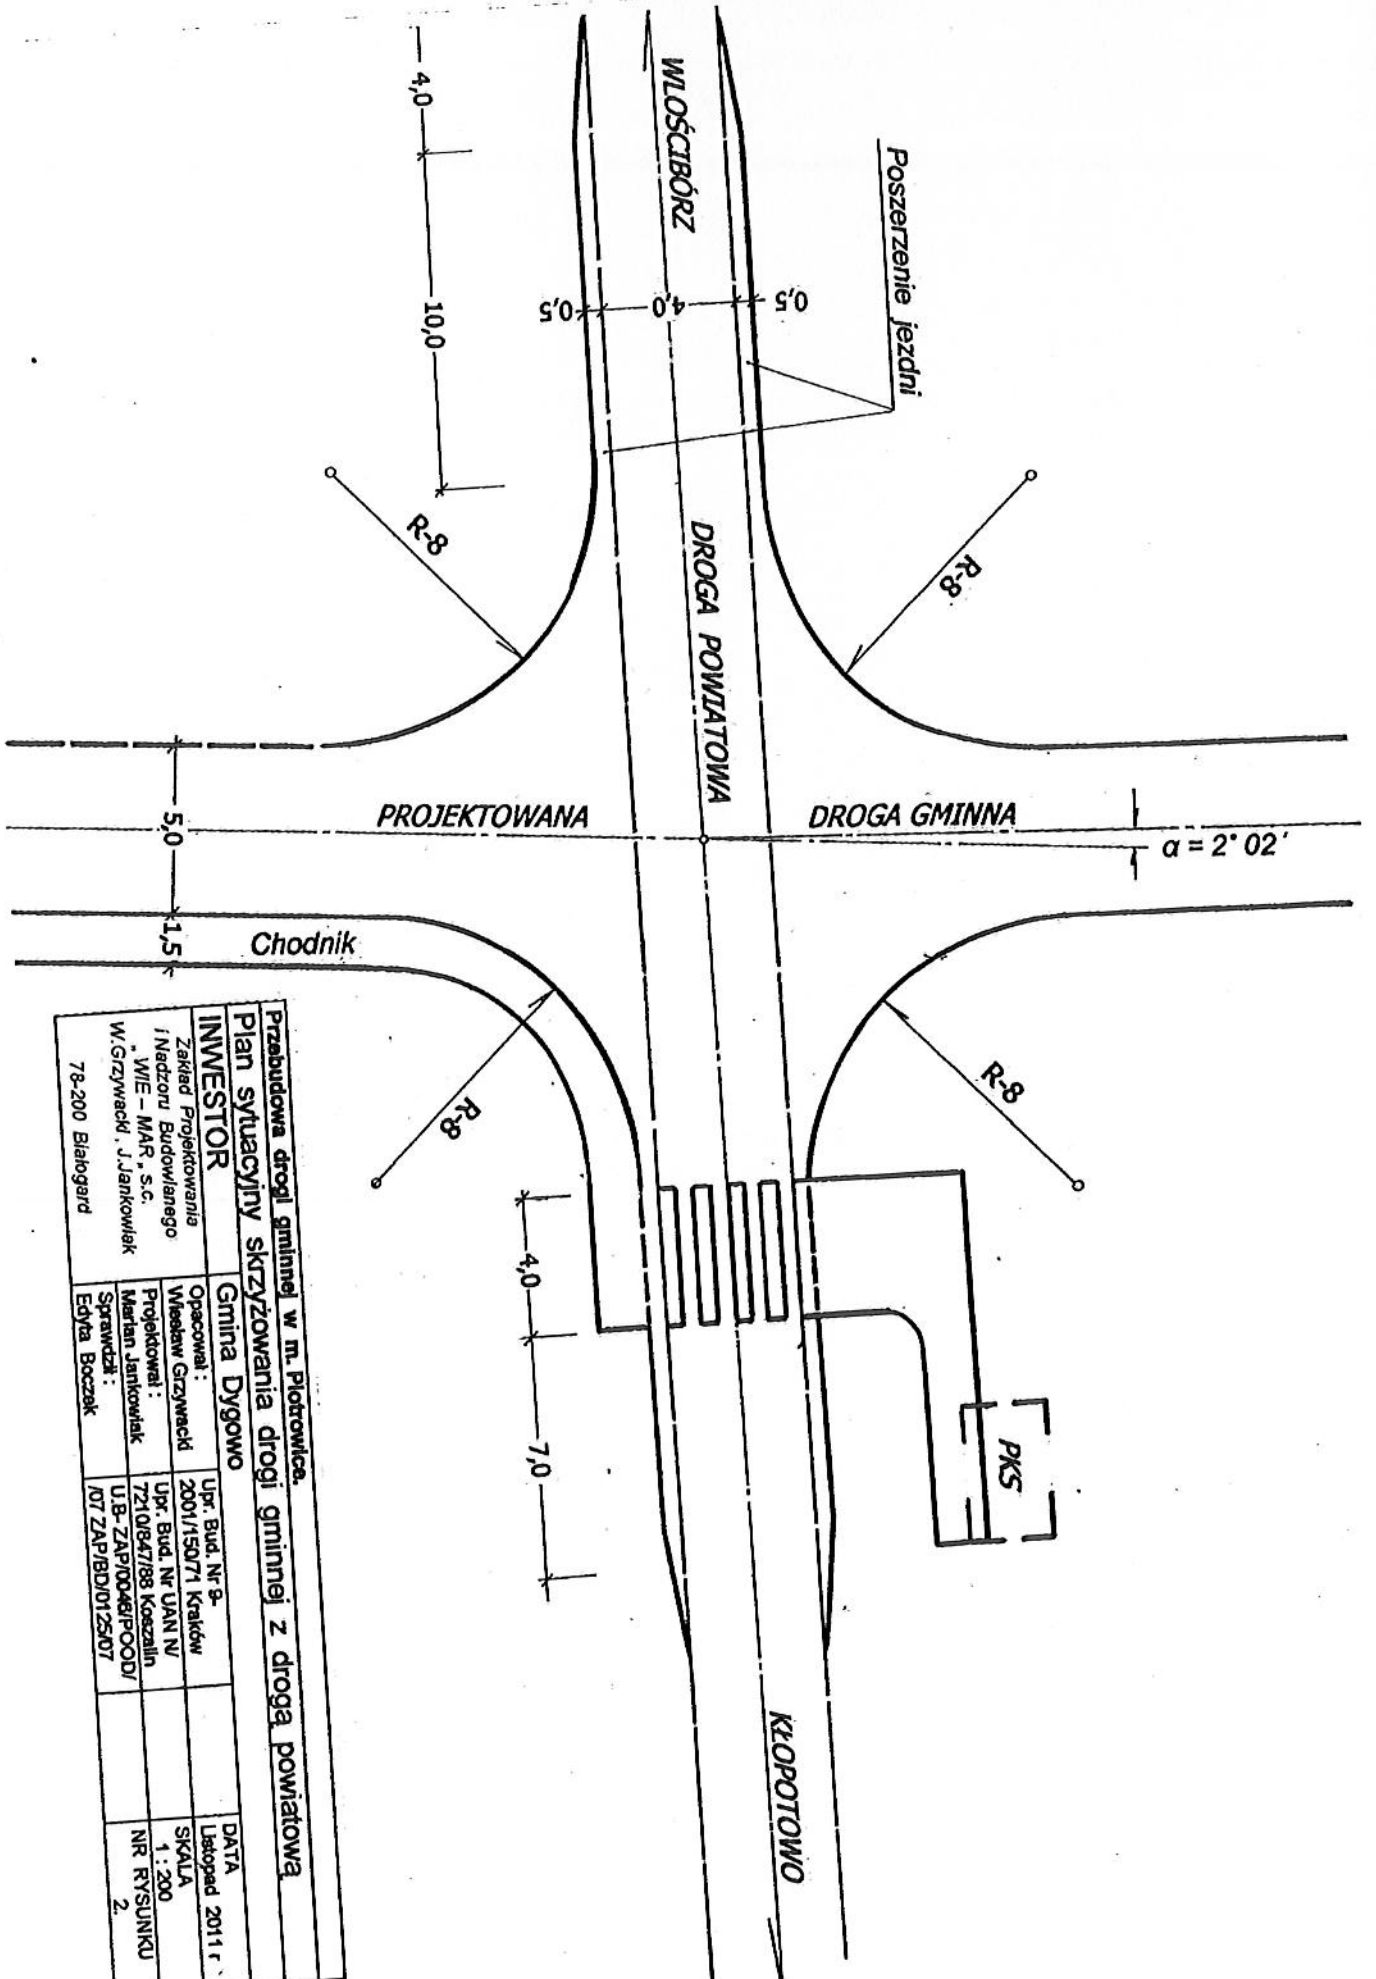 Poszerzenie jezdni
WŁOŚCIBÓRZ
4,0
10,0
0,5
4,0
0,5
R-8
R-8
DROGA POWIATOWA
PROJEKTOWANA
DROGA GMINNA
α = 2° 02'
5,0
1,5
Chodnik
R-8
R-8
4,0
7,0
PKS
KŁOPOTOWO
Przebudowa drogi gminnej w m. Piotrowice.
Plan sytuacyjny skrzyżowania drogi gminnej z drogą powiatową
INWESTOR
Gmina Dygowo
Zakład Projektowania
i Nadzoru Budowlanego
„ WIE – MAR „ s.c.
W.Grzywacki , J.Jankowiak
78-200 Białogard
Opracował :
Wiesław Grzywacki
Projektował :
Marian Jankowiak
Sprawdził :
Edyta Boczek
Upr. Bud. Nr 9-
2001/150/71 Kraków
Upr. Bud. Nr UAN N/
7210/847/88 Koszalin
U.B- ZAP/0046/POOD/
/07 ZAP/BD/0125/07
DATA
Listopad 2011 r
SKALA
1 : 200
NR RYSUNKU
2.